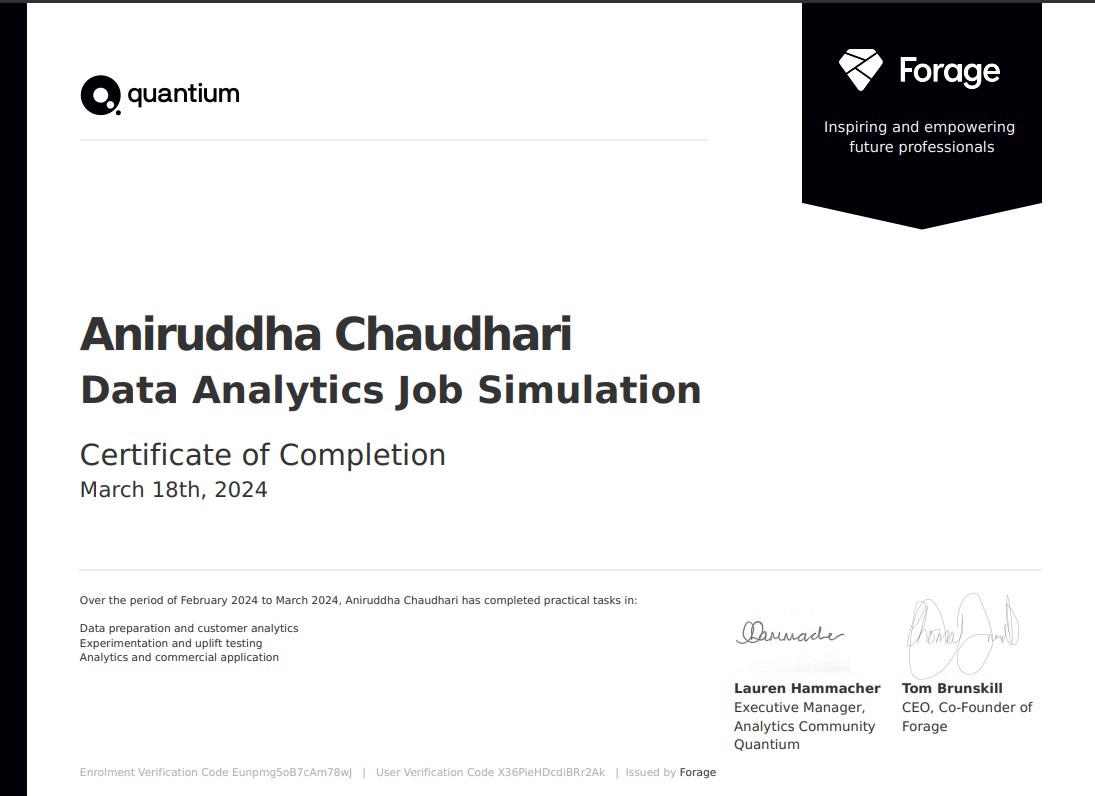 quantium
Forage
Inspiring and empowering
future professionals
Aniruddha Chaudhari
Data Analytics Job Simulation
Certificate of Completion
March 18th, 2024
Over the period of February 2024 to March 2024, Aniruddha Chaudhari has completed practical tasks in:
Data preparation and customer analytics
Experimentation and uplift testing
Analytics and commercial application
Lauren Hammacher
Executive Manager,
Analytics Community
Quantium
Tom Brunskill
CEO, Co-Founder of
Forage
Enrolment Verification Code Eunpmg5oB7cAm78wJ | User Verification Code X36PieHDcdiBRr2Ak | Issued by Forage